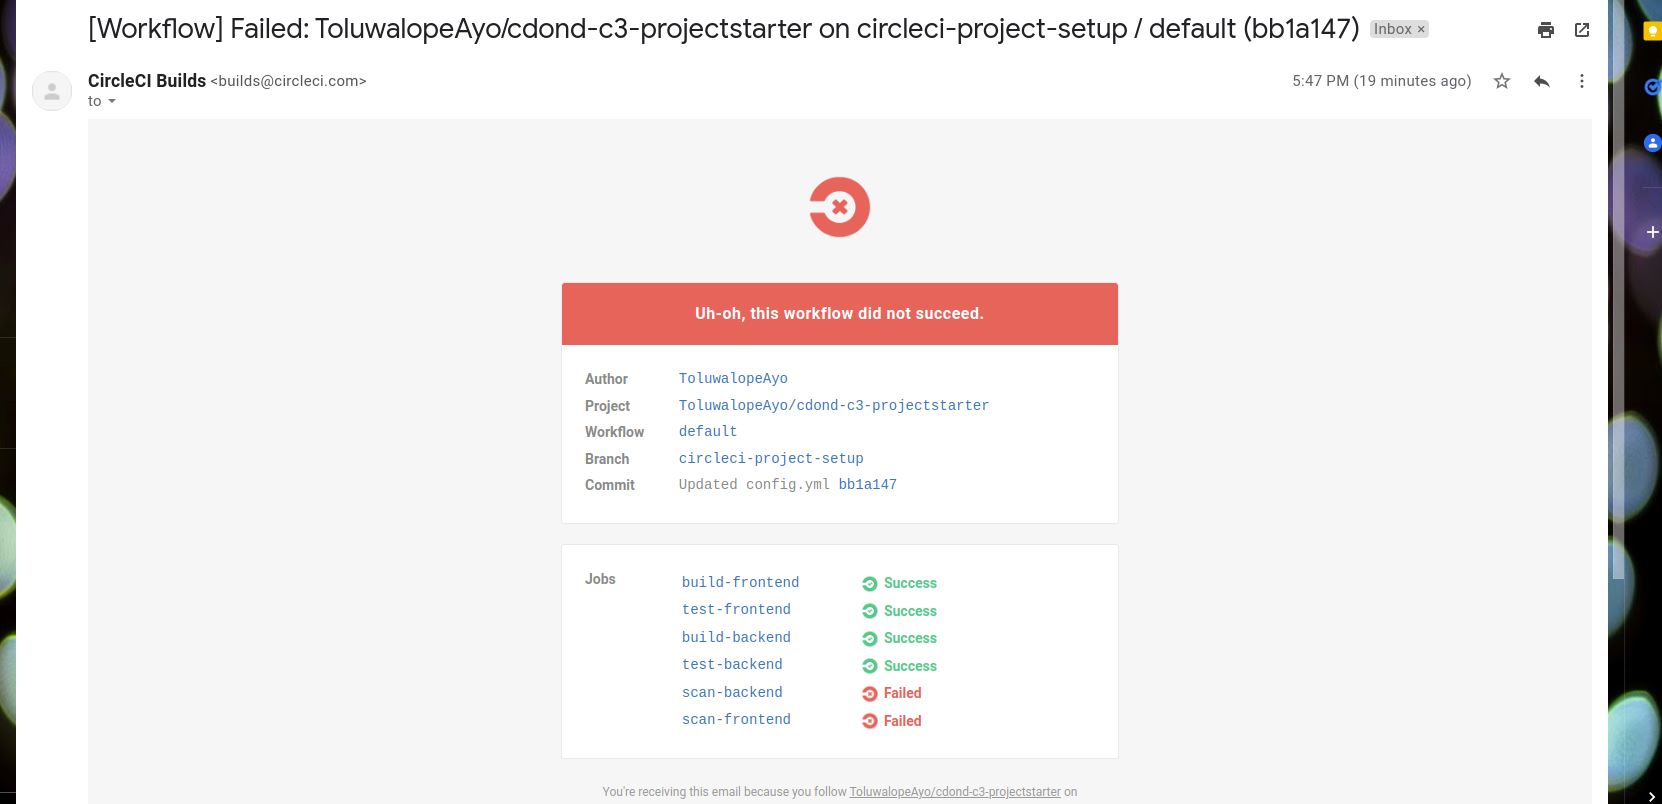 [Workflow] Failed: ToluwalopeAyo/cdond-c3-projectstarter on circleci-project-setup / default (bb1a147) Inbox ×
CircleCI Builds <builds@circleci.com> 5:47 PM (19 minutes ago)
to
Uh-oh, this workflow did not succeed.
Author ToluwalopeAyo
Project ToluwalopeAyo/cdond-c3-projectstarter
Workflow default
Branch circleci-project-setup
Commit Updated config.yml bb1a147
Jobs
build-frontend Success
test-frontend Success
build-backend Success
test-backend Success
scan-backend Failed
scan-frontend Failed
You're receiving this email because you follow ToluwalopeAyo/cdond-c3-projectstarter on